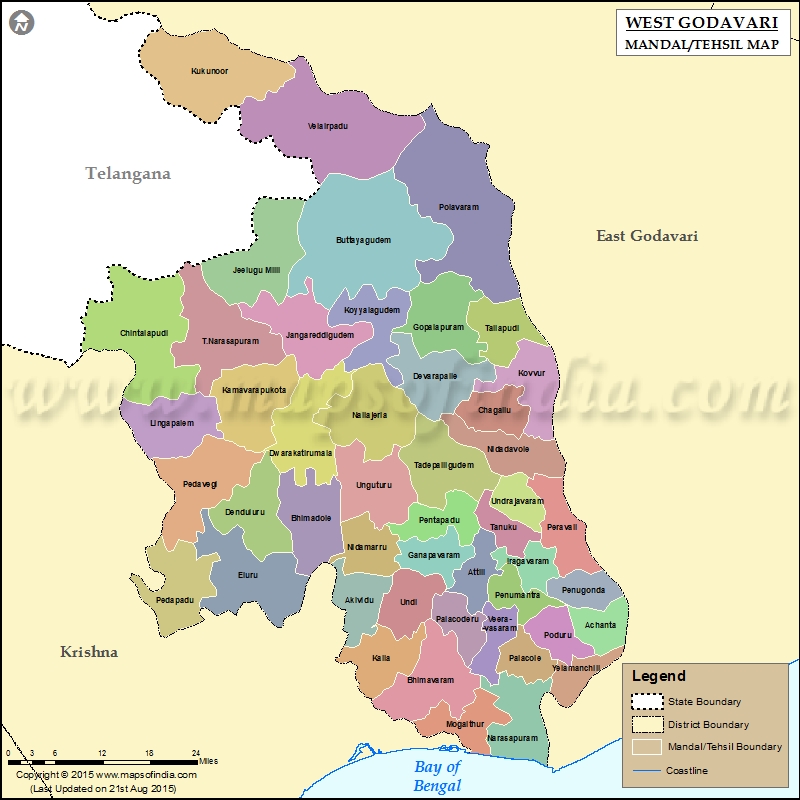 N
WEST GODAVARI
MANDAL/TEHSIL MAP
Kukunoor
Velairpadu
Telangana
Polavaram
East Godavari
Buttayagudem
Jeelugu Milli
Koyyalagudem
Chintalapudi
T.Narasapuram
Jangareddigudem
Gopalapuram
Tallapudi
Kovvur
Devarapalle
Kamavarapukota
www.mapsofindia.com
Chagallu
Nallajerla
Lingapalem
Nidadavole
Dwarakatirumala
Tadepalligudem
Pedavegi
Unguturu
Undrajavaram
Denduluru
Bhimadole
Pentapadu
Tanuku
Peravali
Nidamarru
Ganapavaram
Iragavaram
Eluru
Attili
Penugonda
Pedapadu
Akividu
Undi
Penumantra
Palacoderu
Veera-
vasaram
Poduru
Achanta
Krishna
Kalla
Palacole
Yelamanchili
Bhimavaram
Mogalthur
Narasapuram
Legend
State Boundary
District Boundary
Mandal/Tehsil Boundary
Coastline
0 3 6 12 18 24
Miles
Bay of
Bengal
Copyright © 2015 www.mapsofindia.com
(Last Updated on 21st Aug 2015)